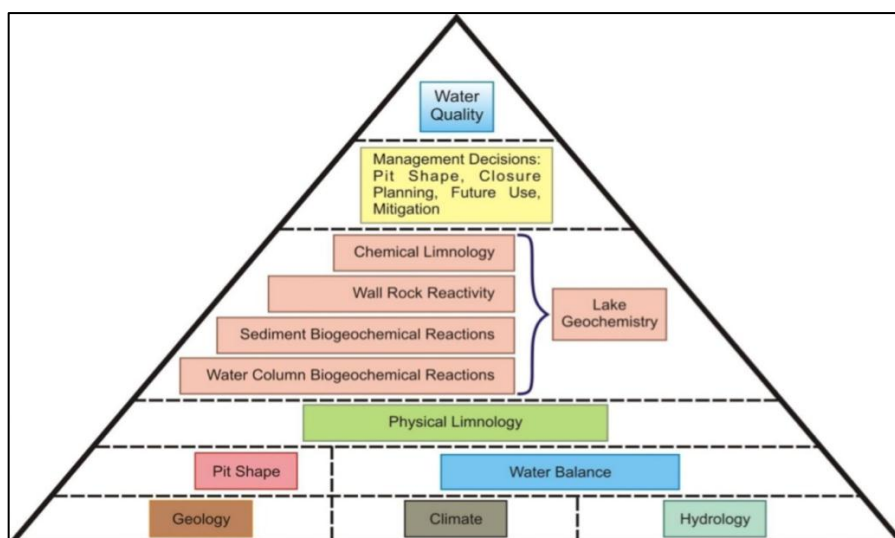 Water
Quality
Management Decisions:
Pit Shape, Closure
Planning, Future Use,
Mitigation
Chemical Limnology
Wall Rock Reactivity
Sediment Biogeochemical Reactions
Water Column Biogeochemical Reactions
Lake
Geochemistry
Physical Limnology
Pit Shape
Water Balance
Geology
Climate
Hydrology